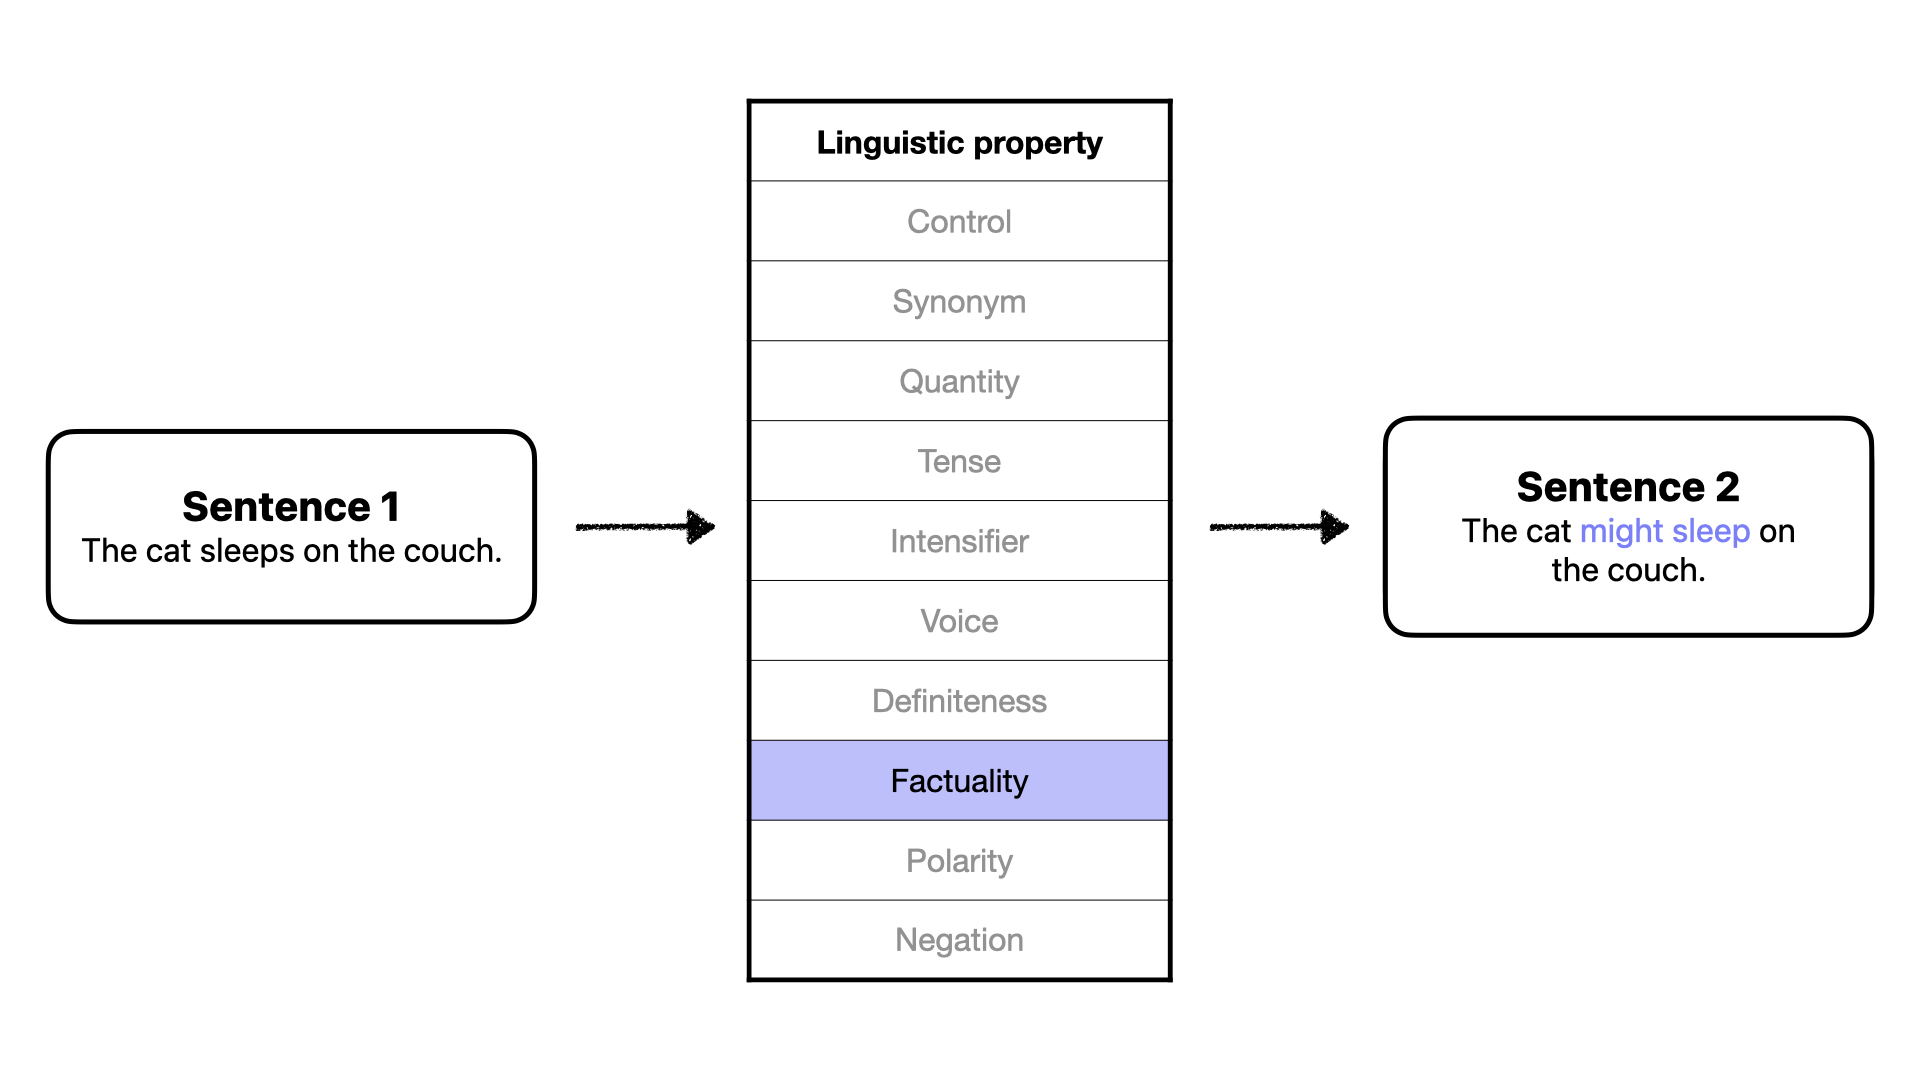 Sentence 1
The cat sleeps on the couch.
Linguistic property
Control
Synonym
Quantity
Tense
Intensifier
Voice
Definiteness
Factuality
Polarity
Negation
Sentence 2
The cat might sleep on
the couch.